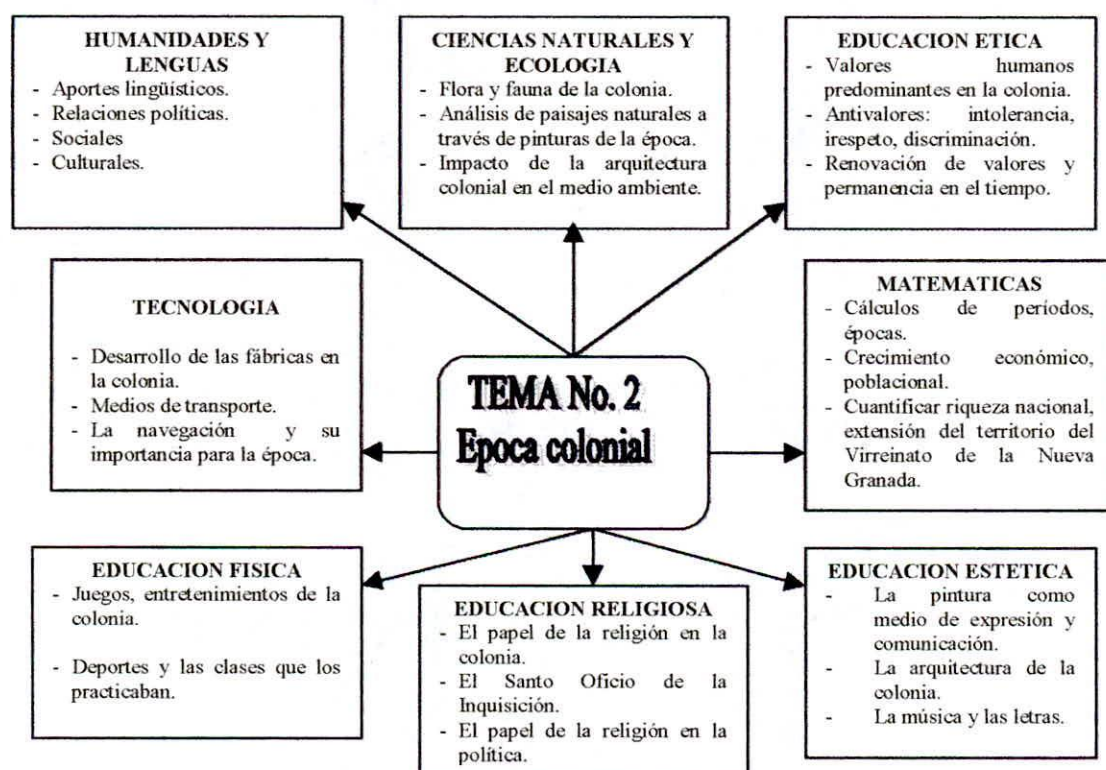 HUMANIDADES Y
LENGUAS
- Aportes lingüísticos.
- Relaciones políticas.
- Sociales
- Culturales.
CIENCIAS NATURALES Y
ECOLOGIA
- Flora y fauna de la colonia.
- Análisis de paisajes naturales a
través de pinturas de la época.
- Impacto de la arquitectura
colonial en el medio ambiente.
EDUCACION ETICA
- Valores humanos
predominantes en la colonia.
- Antivalores: intolerancia,
irespeto, discriminación.
- Renovación de valores y
permanencia en el tiempo.
TECNOLOGIA
- Desarrollo de las fábricas en
la colonia.
- Medios de transporte.
- La navegación y su
importancia para la época.
TEMA No. 2
Epoca colonial
MATEMATICAS
- Cálculos de períodos,
épocas.
- Crecimiento económico,
poblacional.
- Cuantificar riqueza nacional,
extensión del territorio del
Virreinato de la Nueva
Granada.
EDUCACION FISICA
- Juegos, entretenimientos de la
colonia.
- Deportes y las clases que los
practicaban.
EDUCACION RELIGIOSA
- El papel de la religión en la
colonia.
- El Santo Oficio de la
Inquisición.
- El papel de la religión en la
política.
EDUCACION ESTETICA
- La pintura como
medio de expresión y
comunicación.
- La arquitectura de la
colonia.
- La música y las letras.